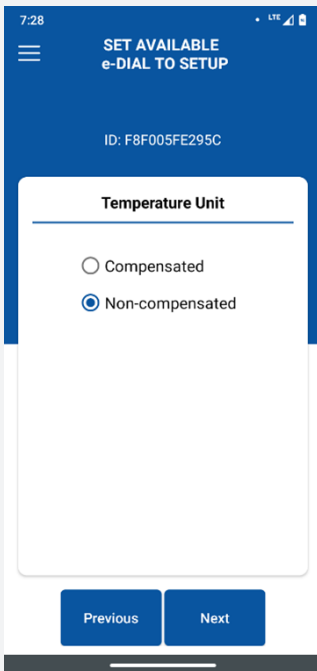 7:28
LTE
SET AVAILABLE
e-DIAL TO SETUP
ID: F8F005FE295C
Temperature Unit
Compensated
Non-compensated
Previous
Next